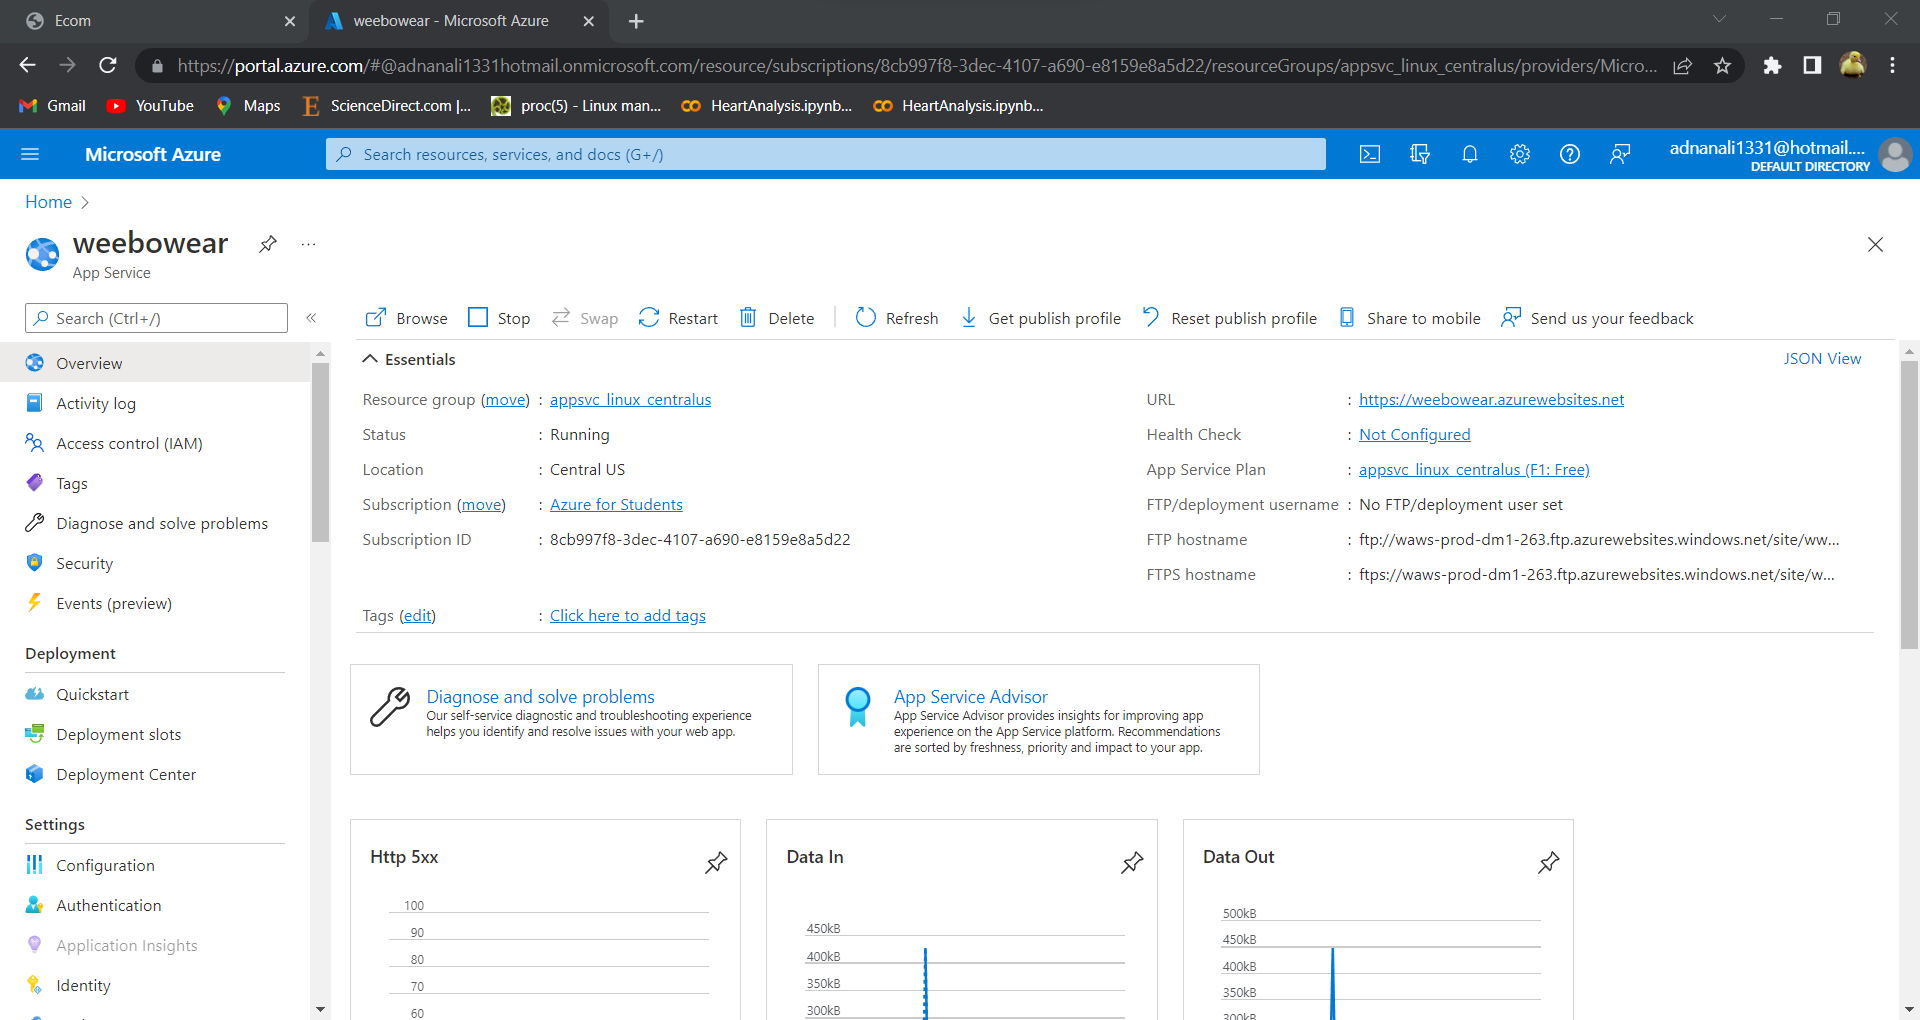 Ecom
weebowear - Microsoft Azure
https://portal.azure.com/#@adnanali1331hotmail.onmicrosoft.com/resource/subscriptions/8cb997f8-3dec-4107-a690-e8159e8a5d22/resourceGroups/appsvc_linux_centralus/providers/Micro...
Gmail
YouTube
Maps
ScienceDirect.com |...
proc(5) - Linux man...
HeartAnalysis.ipynb...
HeartAnalysis.ipynb...
Microsoft Azure
Search resources, services, and docs (G+/)
adnanali1331@hotmail....
DEFAULT DIRECTORY
Home
weebowear
App Service
Search (Ctrl+/)
Overview
Activity log
Access control (IAM)
Tags
Diagnose and solve problems
Security
Events (preview)
Deployment
Quickstart
Deployment slots
Deployment Center
Settings
Configuration
Authentication
Application Insights
Identity
Browse
Stop
Swap
Restart
Delete
Refresh
Get publish profile
Reset publish profile
Share to mobile
Send us your feedback
Essentials
JSON View
Resource group (move) : appsvc_linux_centralus
Status : Running
Location : Central US
Subscription (move) : Azure for Students
Subscription ID : 8cb997f8-3dec-4107-a690-e8159e8a5d22
URL : https://weebowear.azurewebsites.net
Health Check : Not Configured
App Service Plan : appsvc_linux_centralus (F1: Free)
FTP/deployment username : No FTP/deployment user set
FTP hostname : ftp://waws-prod-dm1-263.ftp.azurewebsites.windows.net/site/ww...
FTPS hostname : ftps://waws-prod-dm1-263.ftp.azurewebsites.windows.net/site/w...
Tags (edit) : Click here to add tags
Diagnose and solve problems
Our self-service diagnostic and troubleshooting experience
helps you identify and resolve issues with your web app.
App Service Advisor
App Service Advisor provides insights for improving app
experience on the App Service platform. Recommendations
are sorted by freshness, priority and impact to your app.
Http 5xx
100
90
80
70
60
Data In
450kB
400kB
350kB
300kB
Data Out
500kB
450kB
400kB
350kB
300kB